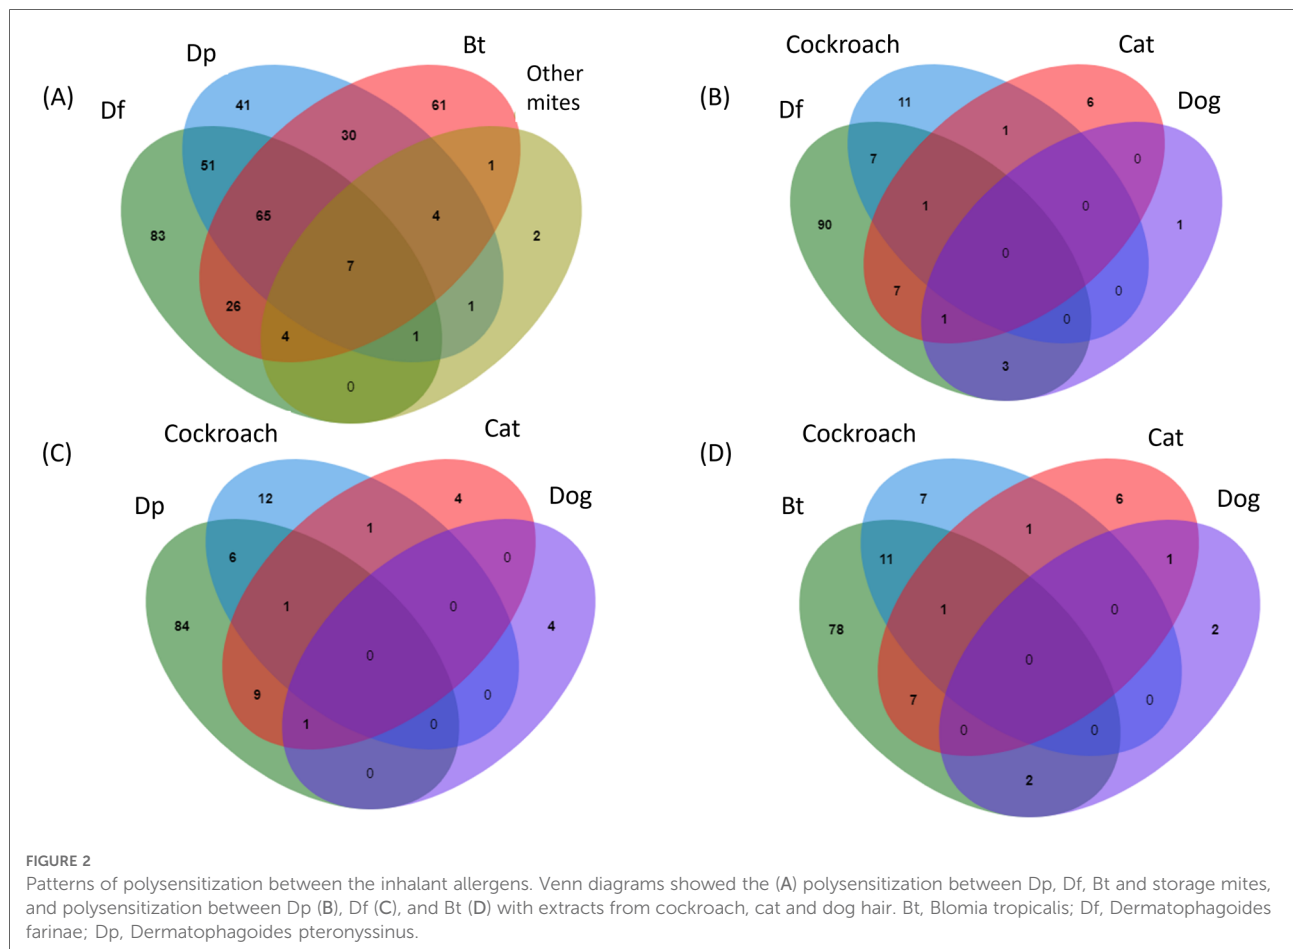 (A)
Df
Dp
Bt
Other
mites
41
61
30
51
1
65
4
83
2
7
26
1
4
1
0
(B)
Df
Cockroach
Cat
Dog
11
6
1
0
7
1
0
90
1
0
7
0
1
0
3
(C)
Dp
Cockroach
Cat
Dog
12
4
1
0
6
1
0
84
4
0
9
0
1
0
0
(D)
Bt
Cockroach
Cat
Dog
7
6
1
1
11
1
0
78
2
0
7
0
0
0
2
FIGURE 2
Patterns of polysensitization between the inhalant allergens. Venn diagrams showed the (A) polysensitization between Dp, Df, Bt and storage mites,
and polysensitization between Dp (B), Df (C), and Bt (D) with extracts from cockroach, cat and dog hair. Bt, Blomia tropicalis; Df, Dermatophagoides
farinae; Dp, Dermatophagoides pteronyssinus.